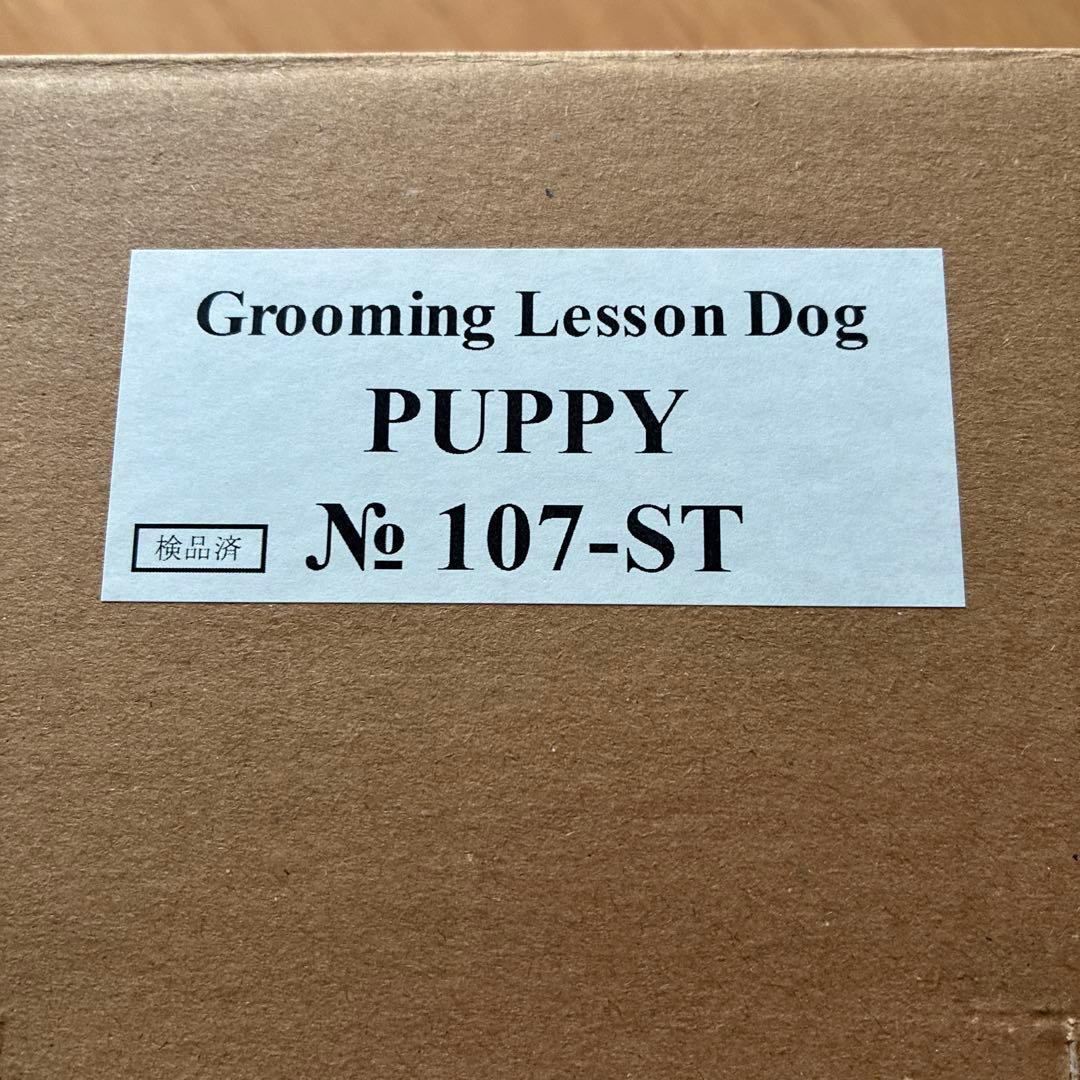 Grooming Lesson Dog
PUPPY
検品済 № 107-ST